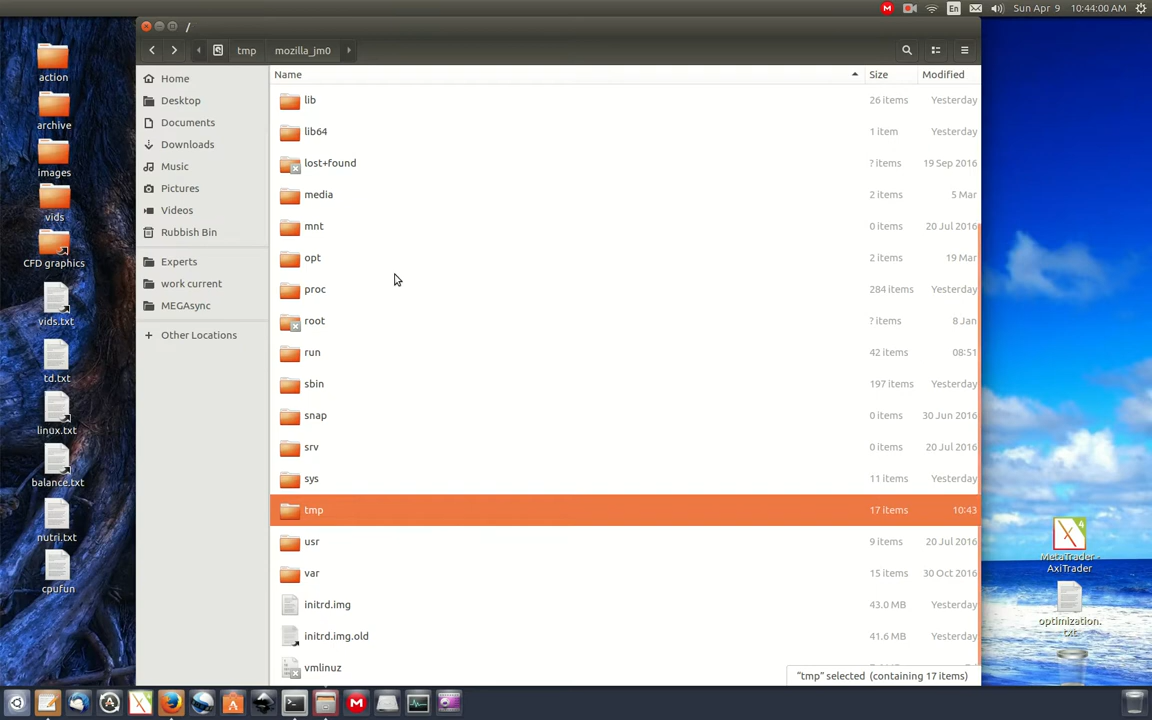 En
Sun Apr 9 10:44:00 AM
/
tmp
mozilla_jm0
Name
Size
Modified
Home
Desktop
Documents
Downloads
Music
Pictures
Videos
Rubbish Bin
Experts
work current
MEGAsync
+ Other Locations
lib 26 items Yesterday
lib64 1 item Yesterday
lost+found ? items 19 Sep 2016
media 2 items 5 Mar
mnt 0 items 20 Jul 2016
opt 2 items 19 Mar
proc 284 items Yesterday
root ? items 8 Jan
run 42 items 08:51
sbin 197 items Yesterday
snap 0 items 30 Jun 2016
srv 0 items 20 Jul 2016
sys 11 items Yesterday
tmp 17 items 10:43
usr 9 items 20 Jul 2016
var 15 items 30 Oct 2016
initrd.img 43.0 MB Yesterday
initrd.img.old 41.6 MB Yesterday
vmlinuz
"tmp" selected (containing 17 items)
action
archive
images
vids
CFD graphics
vids.txt
td.txt
linux.txt
balance.txt
nutri.txt
cpufun
4
MetaTrader -
AxiTrader
optimization.
txt